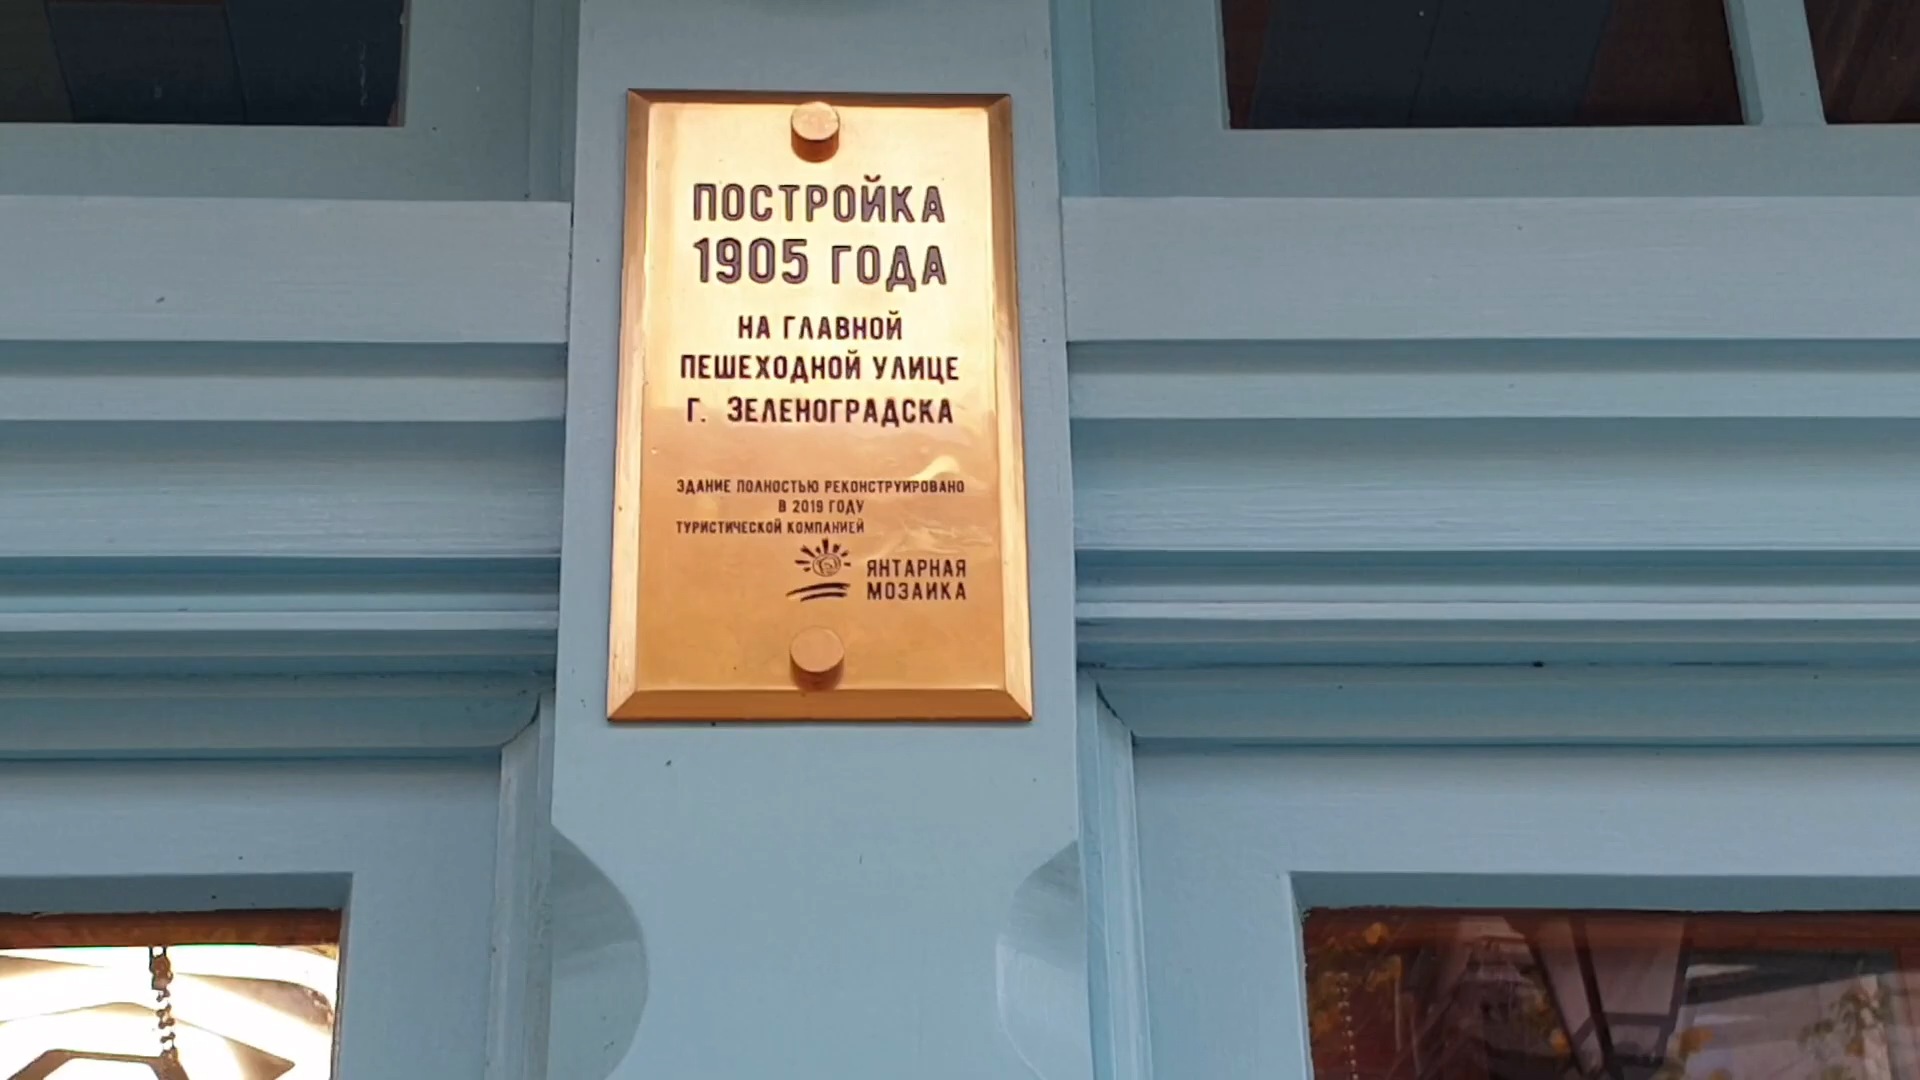 ПОСТРОЙКА
1905 ГОДА
НА ГЛАВНОЙ
ПЕШЕХОДНОЙ УЛИЦЕ
Г. ЗЕЛЕНОГРАДСКА
ЗДАНИЕ ПОЛНОСТЬЮ РЕКОНСТРУИРОВАНО
В 2019 ГОДУ
ТУРИСТИЧЕСКОЙ КОМПАНИЕЙ
ЯНТАРНАЯ
МОЗАИКА